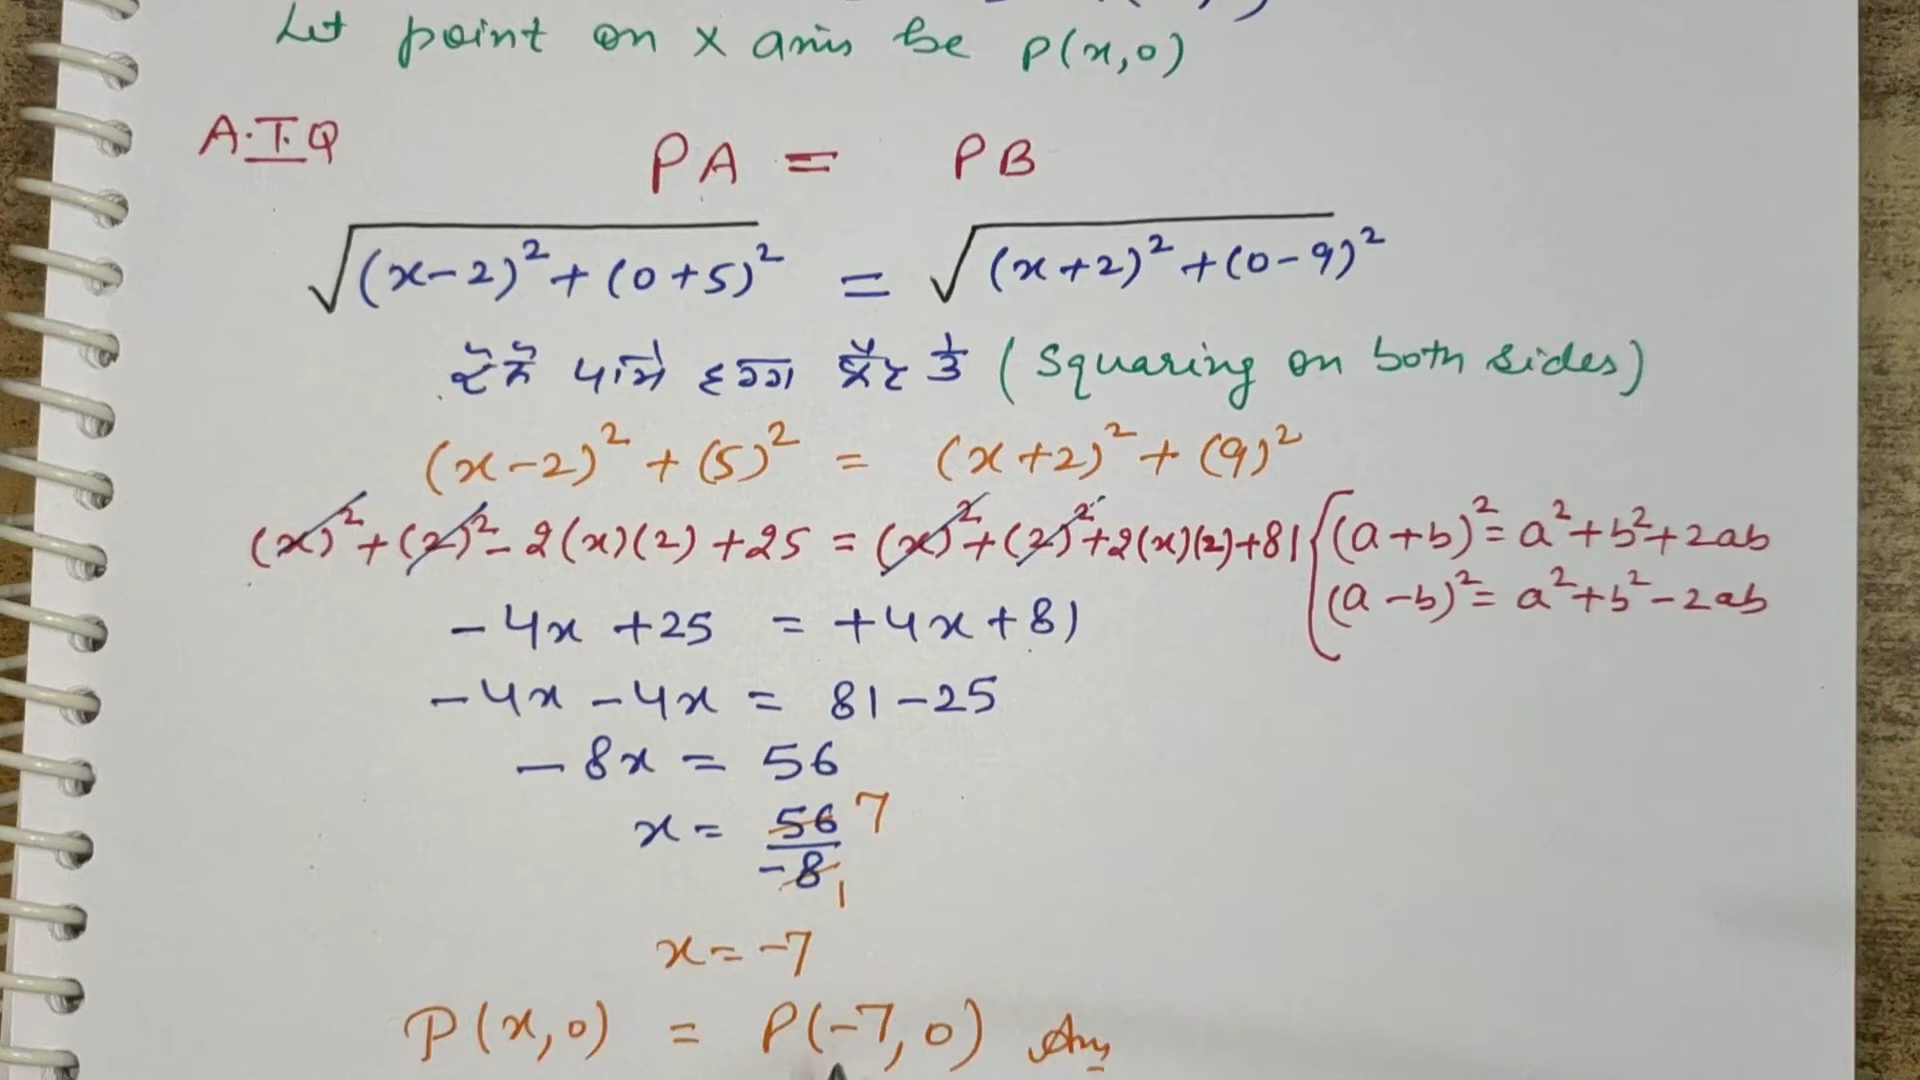 Let point on x axis be P(x,0)
A.T.Q
PA = PB
√(x-2)²+(0+5)² = √(x+2)²+(0-9)²
ਦੋਨੋਂ ਪਾਸੇ ਵਰਗ ਤੇ (Squaring on both sides)
(x-2)² + (5)² = (x+2)² + (9)²
(x)²+(2)²-2(x)(2)+25 = (x)²+(2)²+2(x)(2)+81 { (a+b)²= a²+b²+2ab
(a-b)²= a²+b²-2ab
-4x +25 = +4x+81
-4x -4x = 81-25
-8x = 56
x = 56/-8 7 1
x = -7
P(x,0) = P(-7,0) Ans